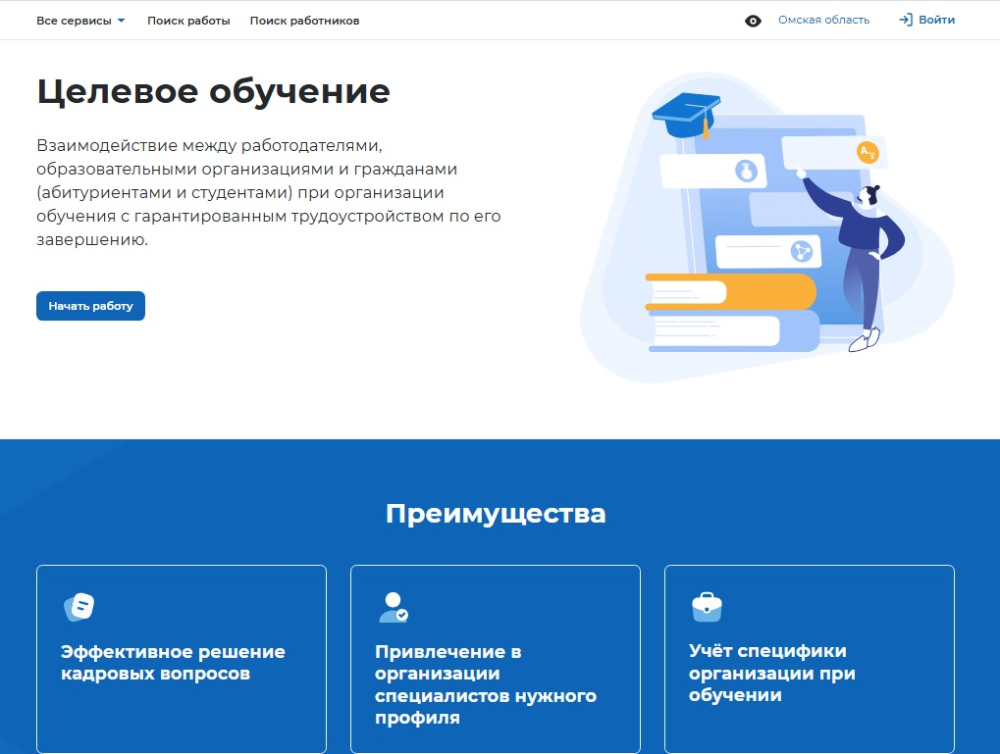 Все сервисы
Поиск работы
Поиск работников
Омская область
Войти
Целевое обучение
Взаимодействие между работодателями,
образовательными организациями и гражданами
(абитуриентами и студентами) при организации
обучения с гарантированным трудоустройством по его
завершению.
Начать работу
Преимущества
Эффективное решение
кадровых вопросов
Привлечение в
организации
специалистов нужного
профиля
Учёт специфики
организации при
обучении